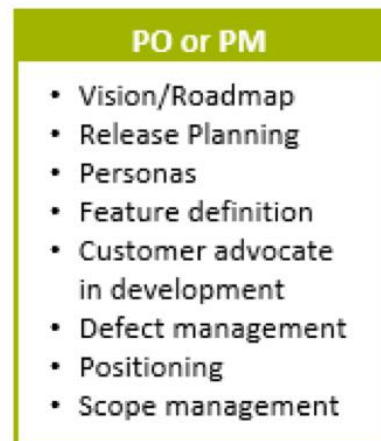 PO or PM
• Vision/Roadmap
• Release Planning
• Personas
• Feature definition
• Customer advocate
in development
• Defect management
• Positioning
• Scope management